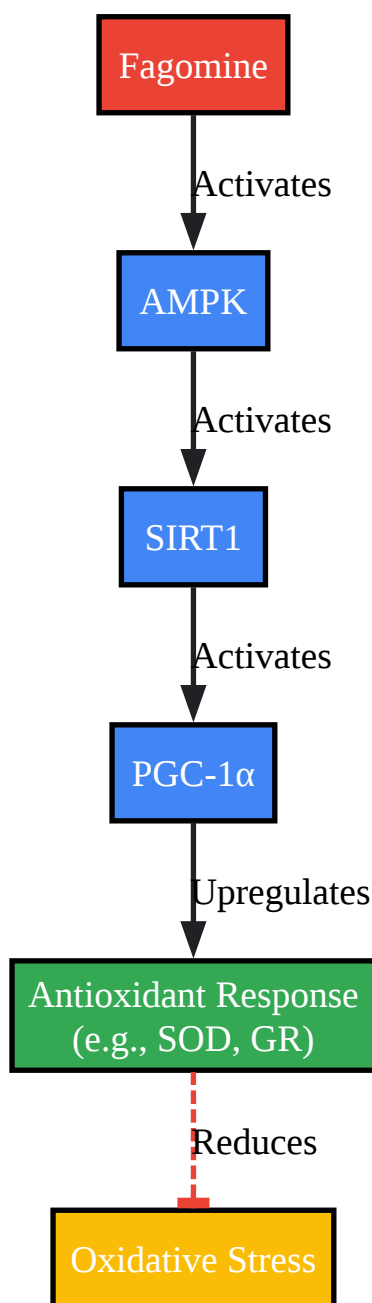 Fagomine
Activates
AMPK
Activates
SIRT1
Activates
PGC-1α
Upregulates
Antioxidant Response
(e.g., SOD, GR)
Reduces
Oxidative Stress